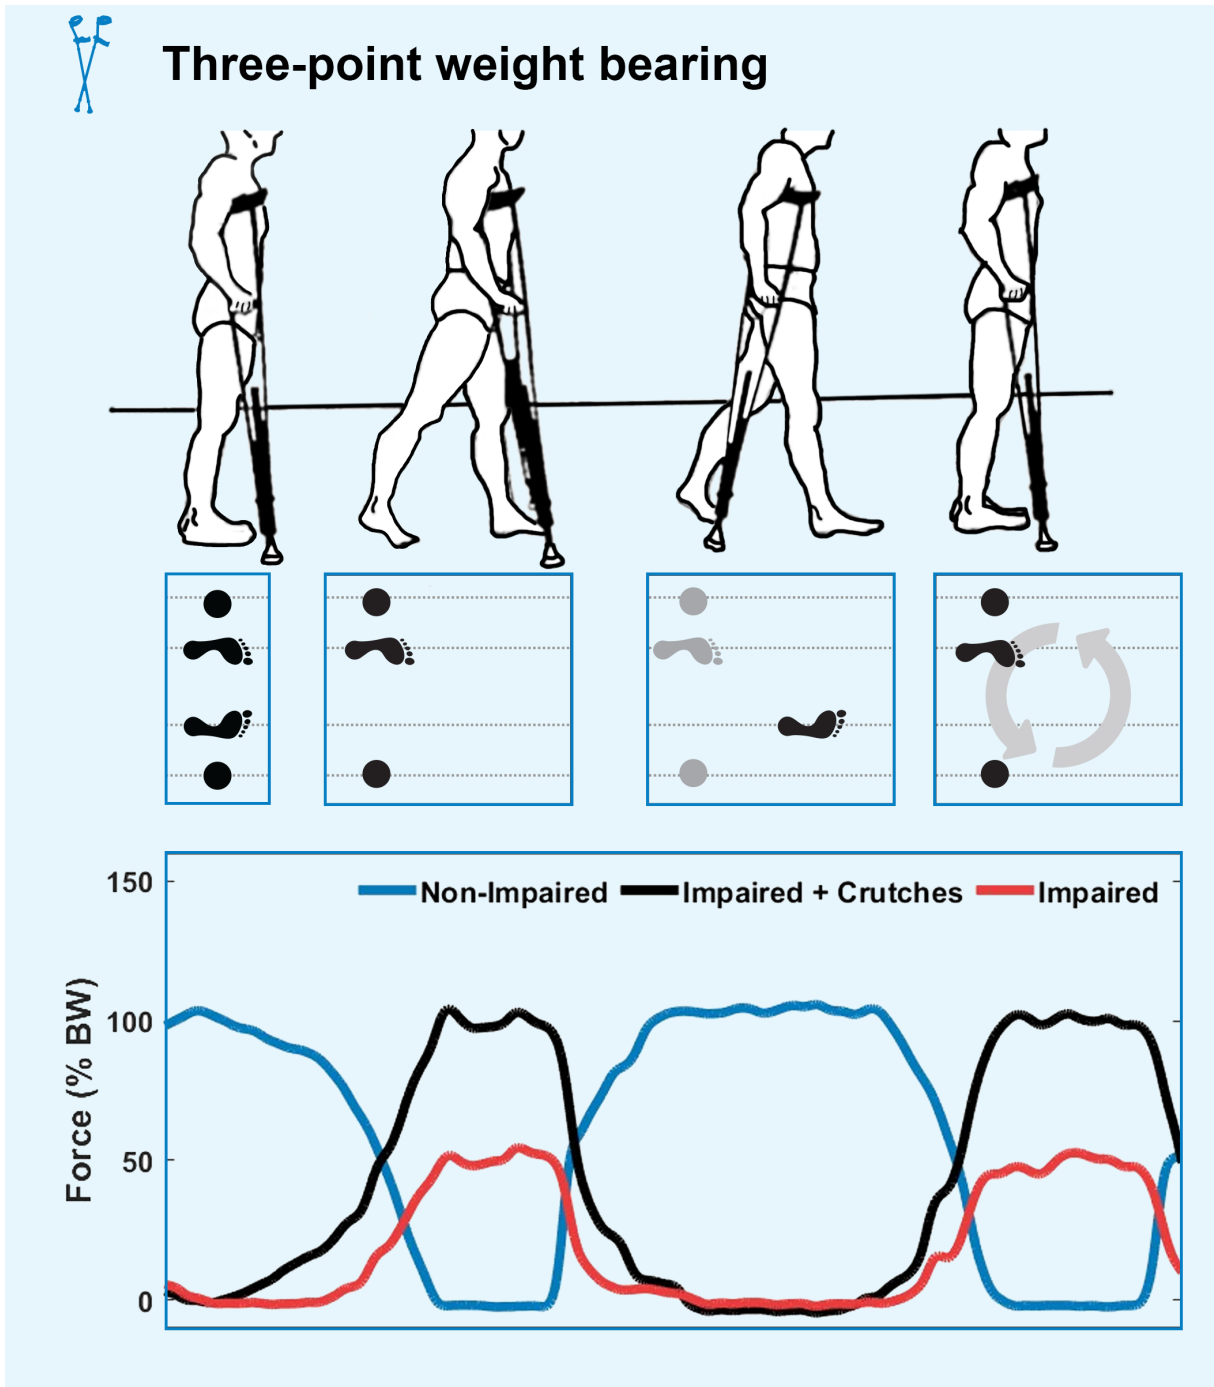 Three-point weight bearing
150
Non-Impaired Impaired + Crutches Impaired
100
50
0
Force (% BW)